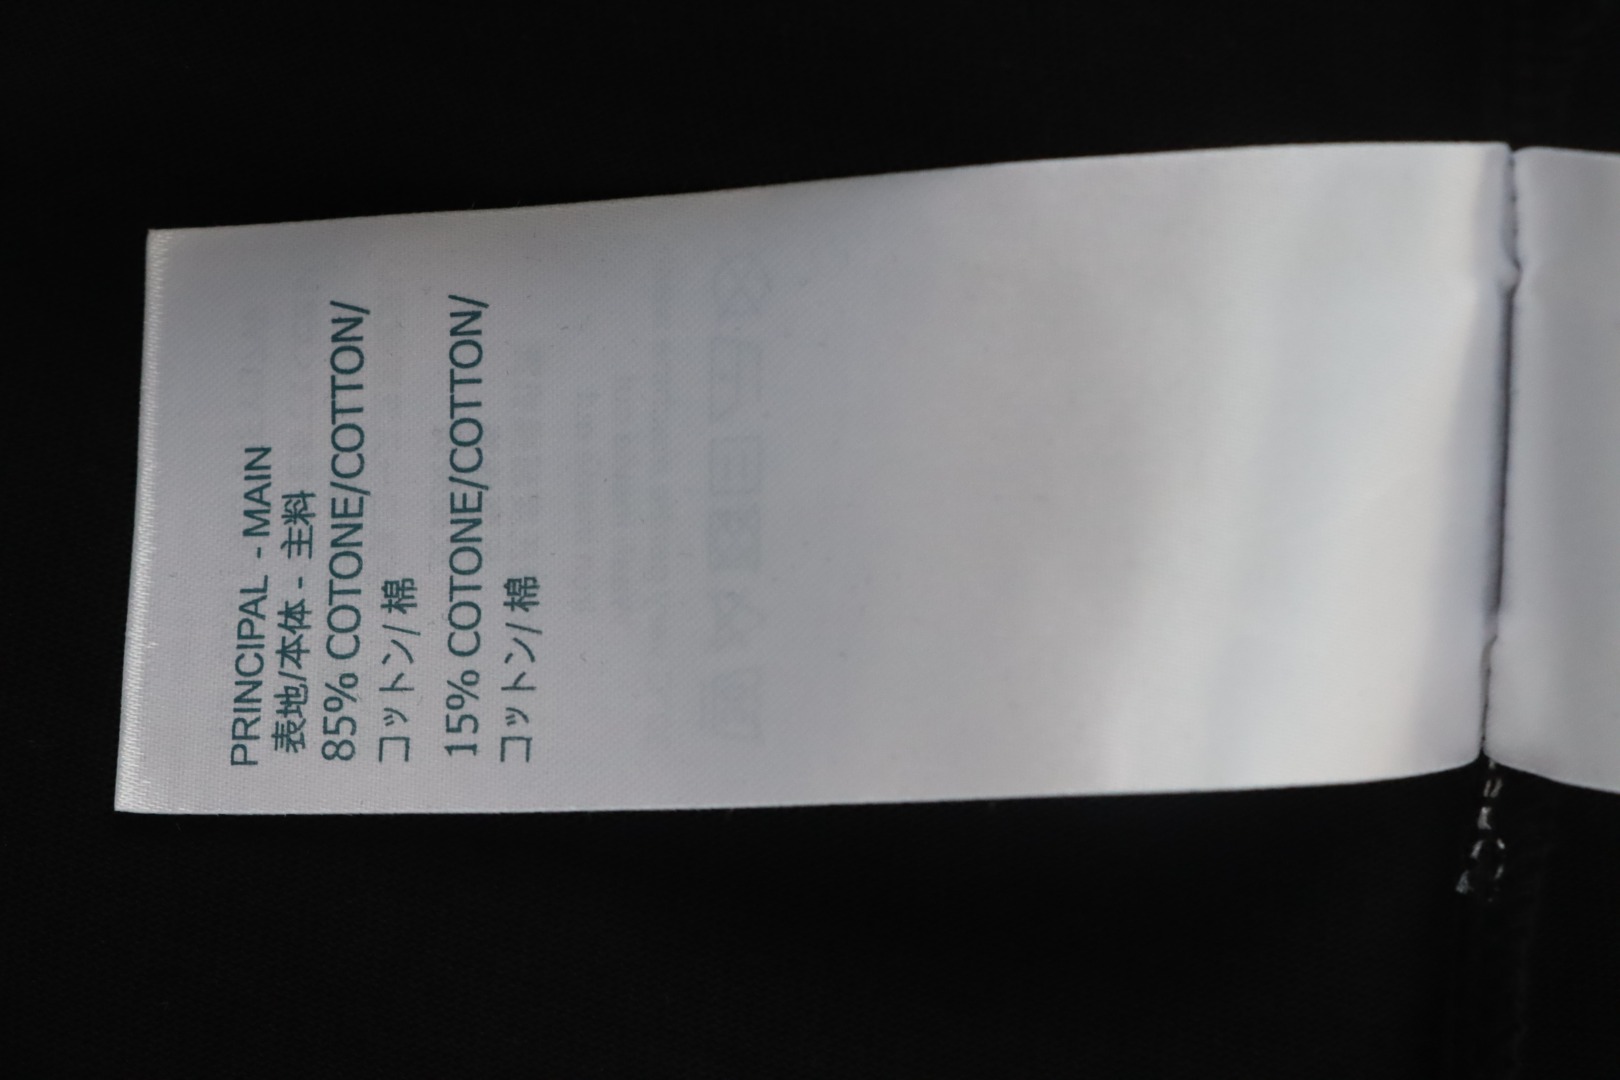 PRINCIPAL - MAIN
表地/本体 - 主料
85% COTONE/COTTON/
コットン/ 棉
15% COTONE/COTTON/
コットン/ 棉